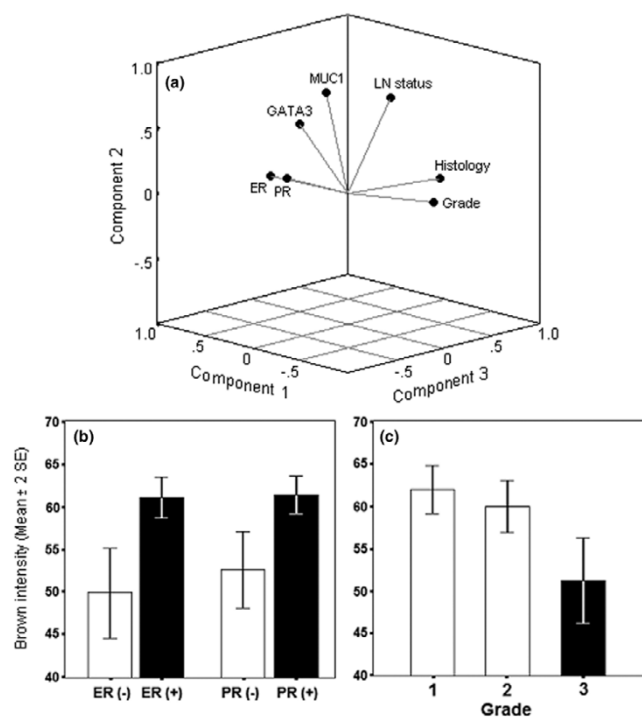 (a)
1.0
.5
0
-.5
Component 2
MUC1
LN status
GATA3
ER
PR
Histology
Grade
1.0
.5
0
-.5
Component 1
1.0
.5
0
-.5
Component 3
(b)
Brown intensity (Mean ± 2 SE)
70
65
60
55
50
45
40
ER (-) ER (+) PR (-) PR (+)
(c)
70
65
60
55
50
45
40
1 2 3
Grade